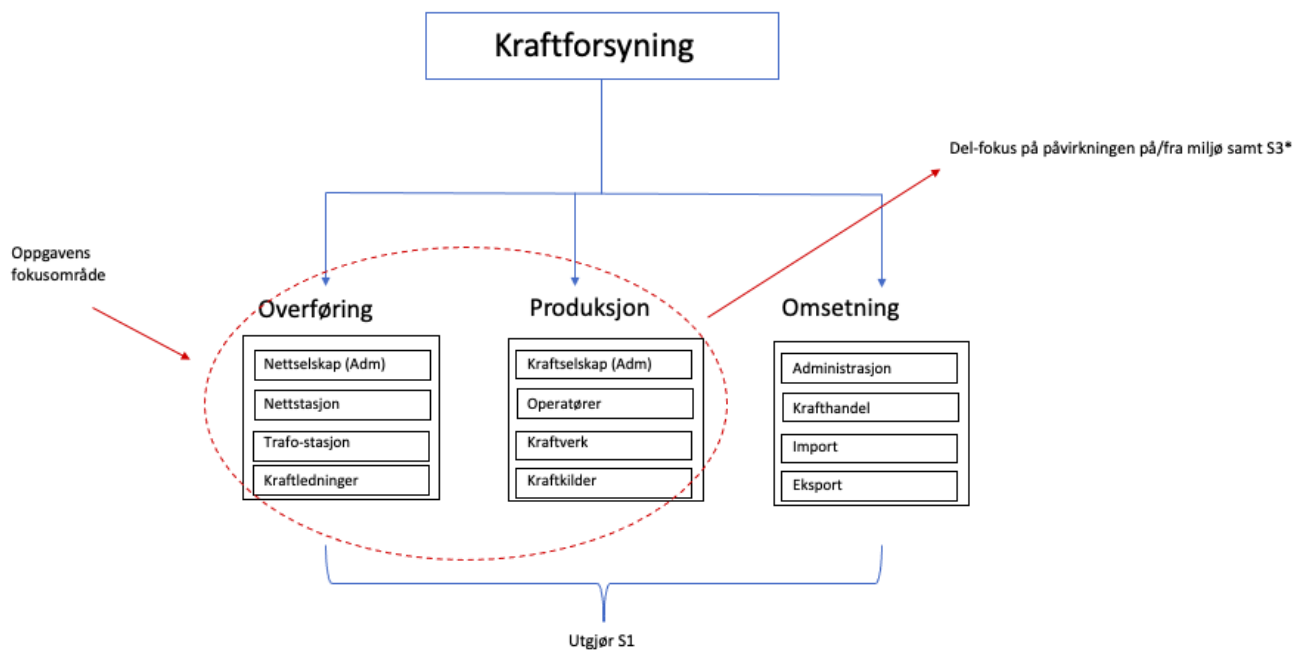 Kraftforsyning
Del-fokus på påvirkningen på/fra miljø samt S3*
Oppgavens
fokusområde
Overføring
Nettselskap (Adm)
Nettstasjon
Trafo-stasjon
Kraftledninger
Produksjon
Kraftselskap (Adm)
Operatører
Kraftverk
Kraftkilder
Omsetning
Administrasjon
Krafthandel
Import
Eksport
Utgjør S1